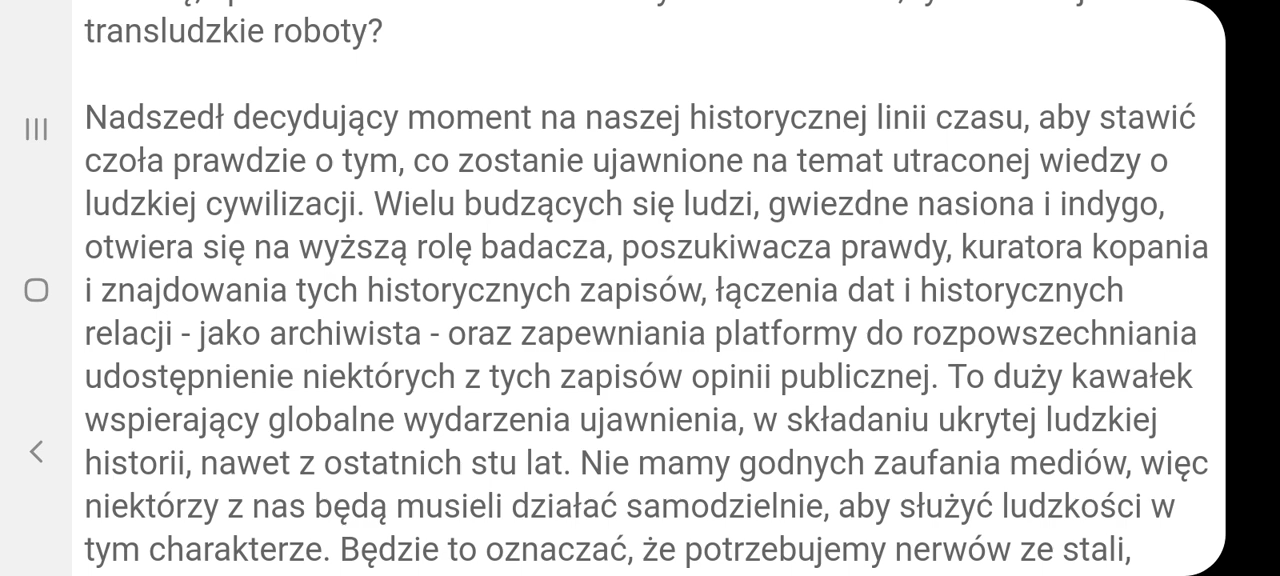 transludzkie roboty?
Nadszedł decydujący moment na naszej historycznej linii czasu, aby stawić
czoła prawdzie o tym, co zostanie ujawnione na temat utraconej wiedzy o
ludzkiej cywilizacji. Wielu budzących się ludzi, gwiezdne nasiona i indygo,
otwiera się na wyższą rolę badacza, poszukiwacza prawdy, kuratora kopania
i znajdowania tych historycznych zapisów, łączenia dat i historycznych
relacji - jako archiwista - oraz zapewniania platformy do rozpowszechniania
udostępnienie niektórych z tych zapisów opinii publicznej. To duży kawałek
wspierający globalne wydarzenia ujawnienia, w składaniu ukrytej ludzkiej
historii, nawet z ostatnich stu lat. Nie mamy godnych zaufania mediów, więc
niektórzy z nas będą musieli działać samodzielnie, aby służyć ludzkości w
tym charakterze. Będzie to oznaczać, że potrzebujemy nerwów ze stali,